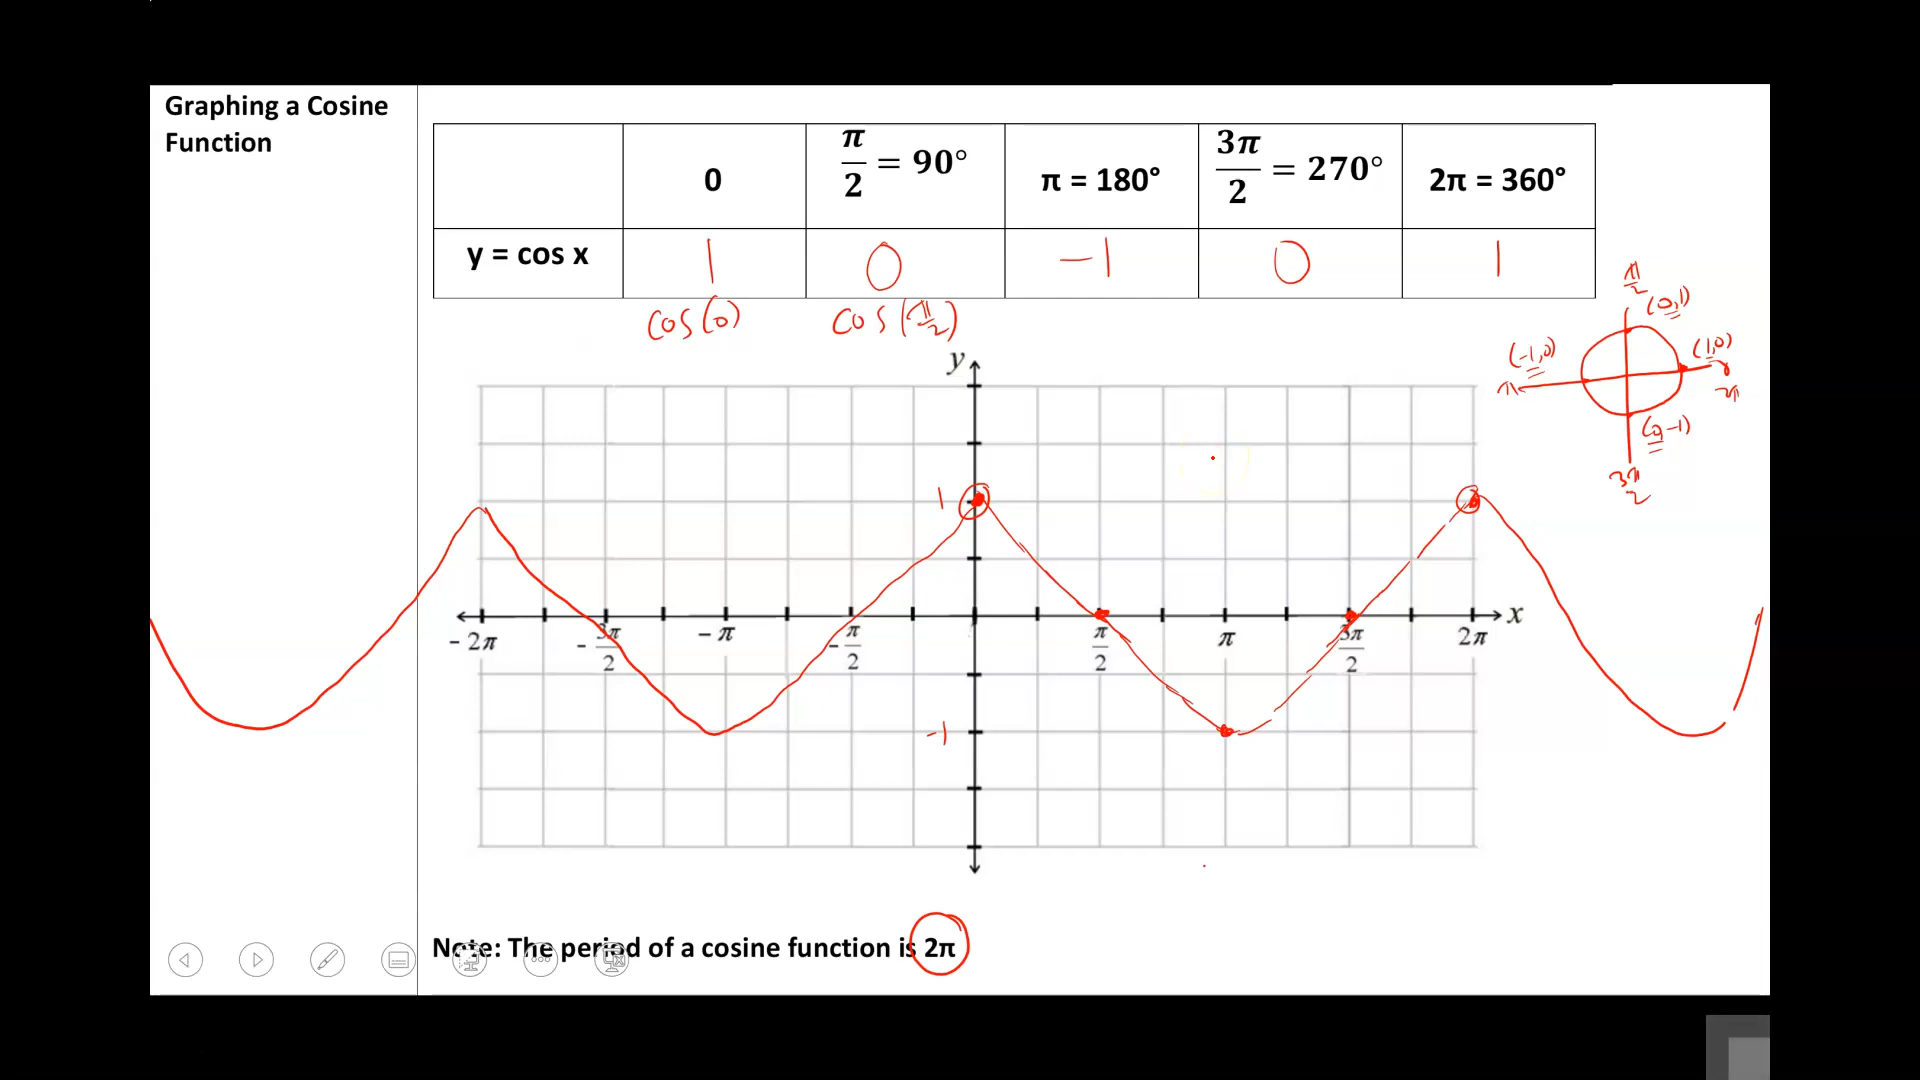 Graphing a Cosine
Function
0
π/2 = 90°
π = 180°
3π/2 = 270°
2π = 360°
y = cos x
1
0
-1
0
1
cos(0)
cos(π/2)
π/2
(0,1)
(-1,0)
(1,0)
π
2π
(0,-1)
3π/2
y
1
x
- 2π
- 3π/2
- π
- π/2
π/2
π
3π/2
2π
-1
Note: The period of a cosine function is 2π